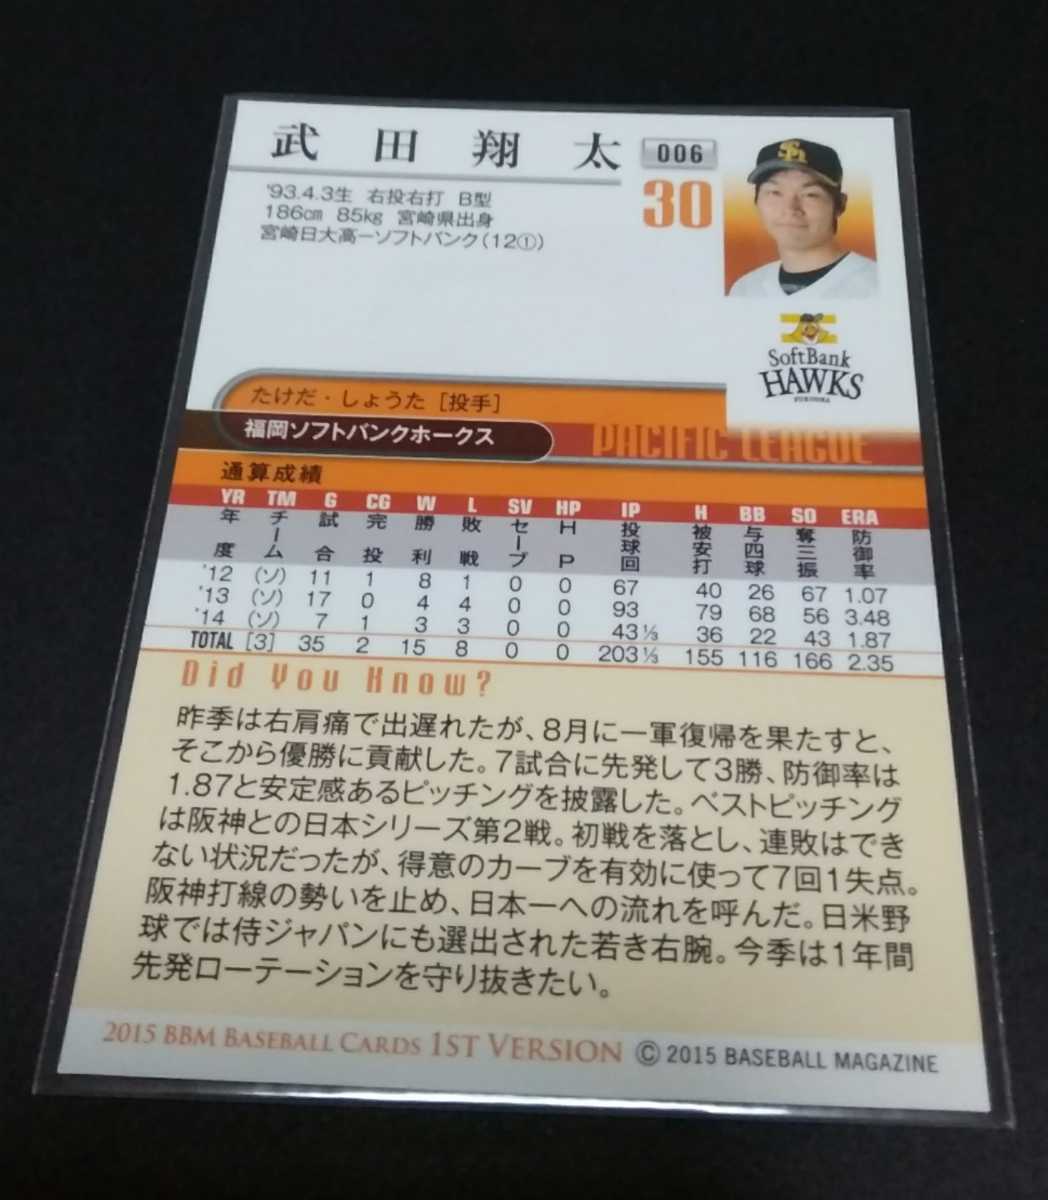 武田翔太 006
30
'93.4.3生 右投右打 B型
186cm 85kg 宮崎県出身
宮崎日大高ーソフトバンク(12①)
SoftBank
HAWKS
FUKUOKA
たけだ・しょうた [投手]
福岡ソフトバンクホークス
PACIFIC LEAGUE
通算成績
YR TM G CG W L SV HP IP H BB SO ERA
年度 チーム 試合 完投 勝利 敗戦 セーブ HP 投球回 被安打 与四球 奪三振 防御率
'12 (ソ) 11 1 8 1 0 0 67 40 26 67 1.07
'13 (ソ) 17 0 4 4 0 0 93 79 68 56 3.48
'14 (ソ) 7 1 3 3 0 0 43⅓ 36 22 43 1.87
TOTAL [3] 35 2 15 8 0 0 203⅓ 155 116 166 2.35
Did You Know?
昨季は右肩痛で出遅れたが、8月に一軍復帰を果たすと、
そこから優勝に貢献した。7試合に先発して3勝、防御率は
1.87と安定感あるピッチングを披露した。ベストピッチング
は阪神との日本シリーズ第2戦。初戦を落とし、連敗はでき
ない状況だったが、得意のカーブを有効に使って7回1失点。
阪神打線の勢いを止め、日本一への流れを呼んだ。日米野
球では侍ジャパンにも選出された若き右腕。今季は1年間
先発ローテーションを守り抜きたい。
2015 BBM BASEBALL CARDS 1ST VERSION © 2015 BASEBALL MAGAZINE